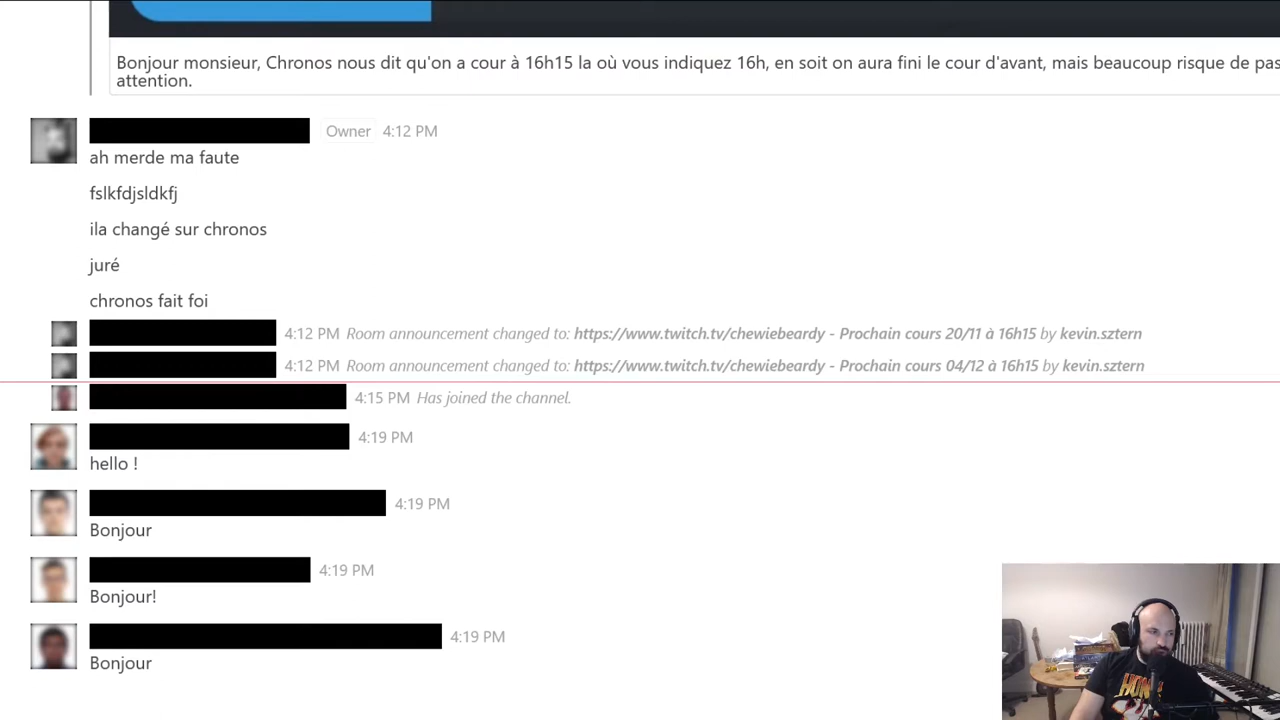 Bonjour monsieur, Chronos nous dit qu'on a cour à 16h15 la où vous indiquez 16h, en soit on aura fini le cour d'avant, mais beaucoup risque de pas
attention.
Owner 4:12 PM
ah merde ma faute
fslkfdjsldkfj
ila changé sur chronos
juré
chronos fait foi
4:12 PM Room announcement changed to: https://www.twitch.tv/chewiebeardy - Prochain cours 20/11 à 16h15 by kevin.sztern
4:12 PM Room announcement changed to: https://www.twitch.tv/chewiebeardy - Prochain cours 04/12 à 16h15 by kevin.sztern
4:15 PM Has joined the channel.
4:19 PM
hello !
4:19 PM
Bonjour
4:19 PM
Bonjour!
4:19 PM
Bonjour